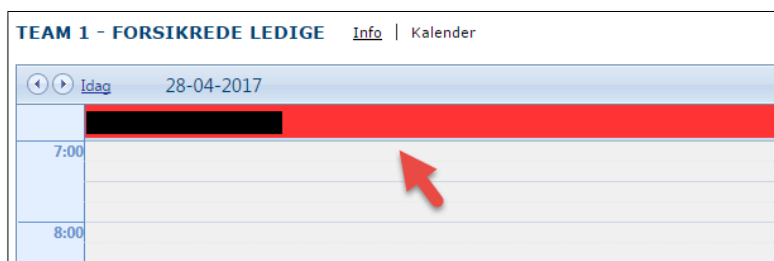 TEAM 1 - FORSIKREDE LEDIGE Info | Kalender
Idag 28-04-2017
7:00
8:00